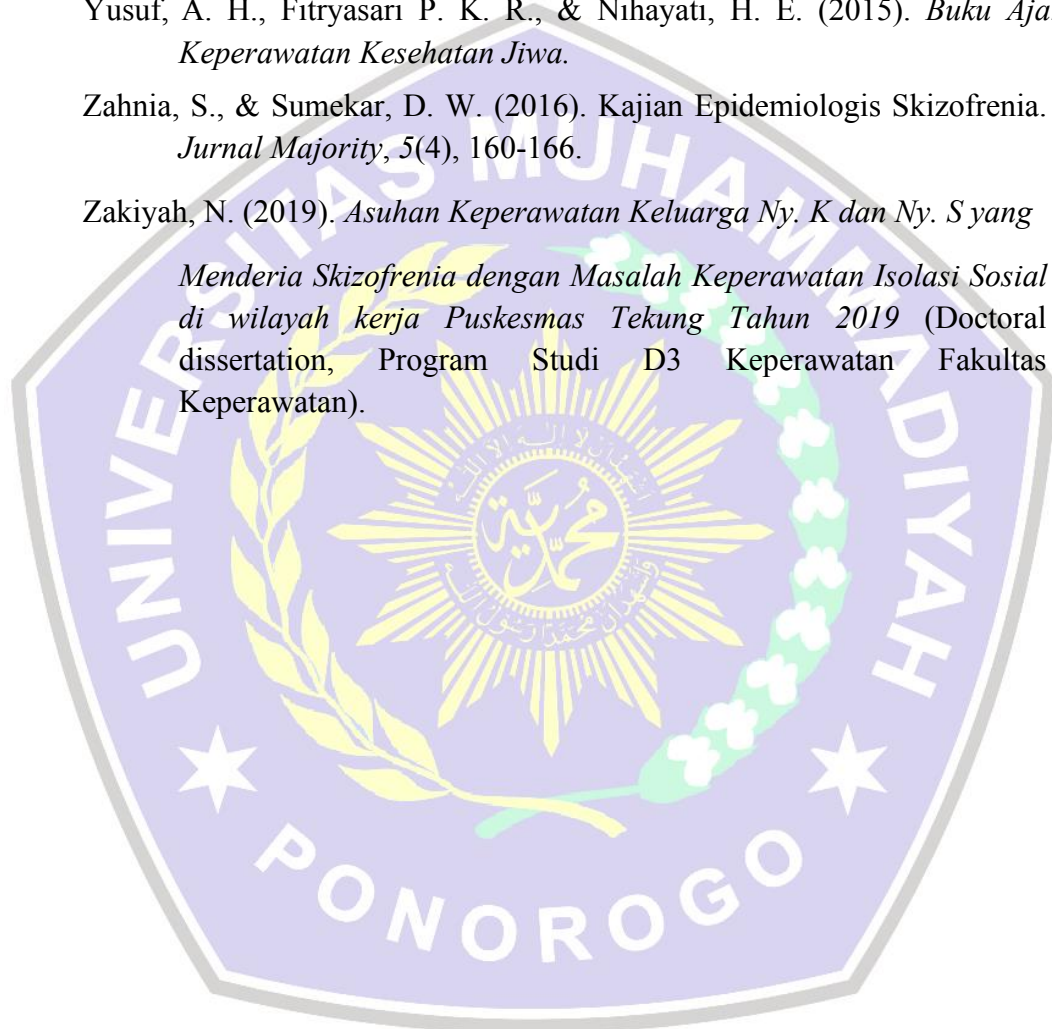 Yusuf, A. H., Fitryasari P. K. R., & Nihayati, H. E. (2015). Buku Ajar
Keperawatan Kesehatan Jiwa.
Zahnia, S., & Sumekar, D. W. (2016). Kajian Epidemiologis Skizofrenia.
Jurnal Majority, 5(4), 160-166.
Zakiyah, N. (2019). Asuhan Keperawatan Keluarga Ny. K dan Ny. S yang
Menderia Skizofrenia dengan Masalah Keperawatan Isolasi Sosial
di wilayah kerja Puskesmas Tekung Tahun 2019 (Doctoral
dissertation, Program Studi D3 Keperawatan Fakultas
Keperawatan).
UNIVERSITAS MUHAMMADIYAH
PONOROGO
محمدية